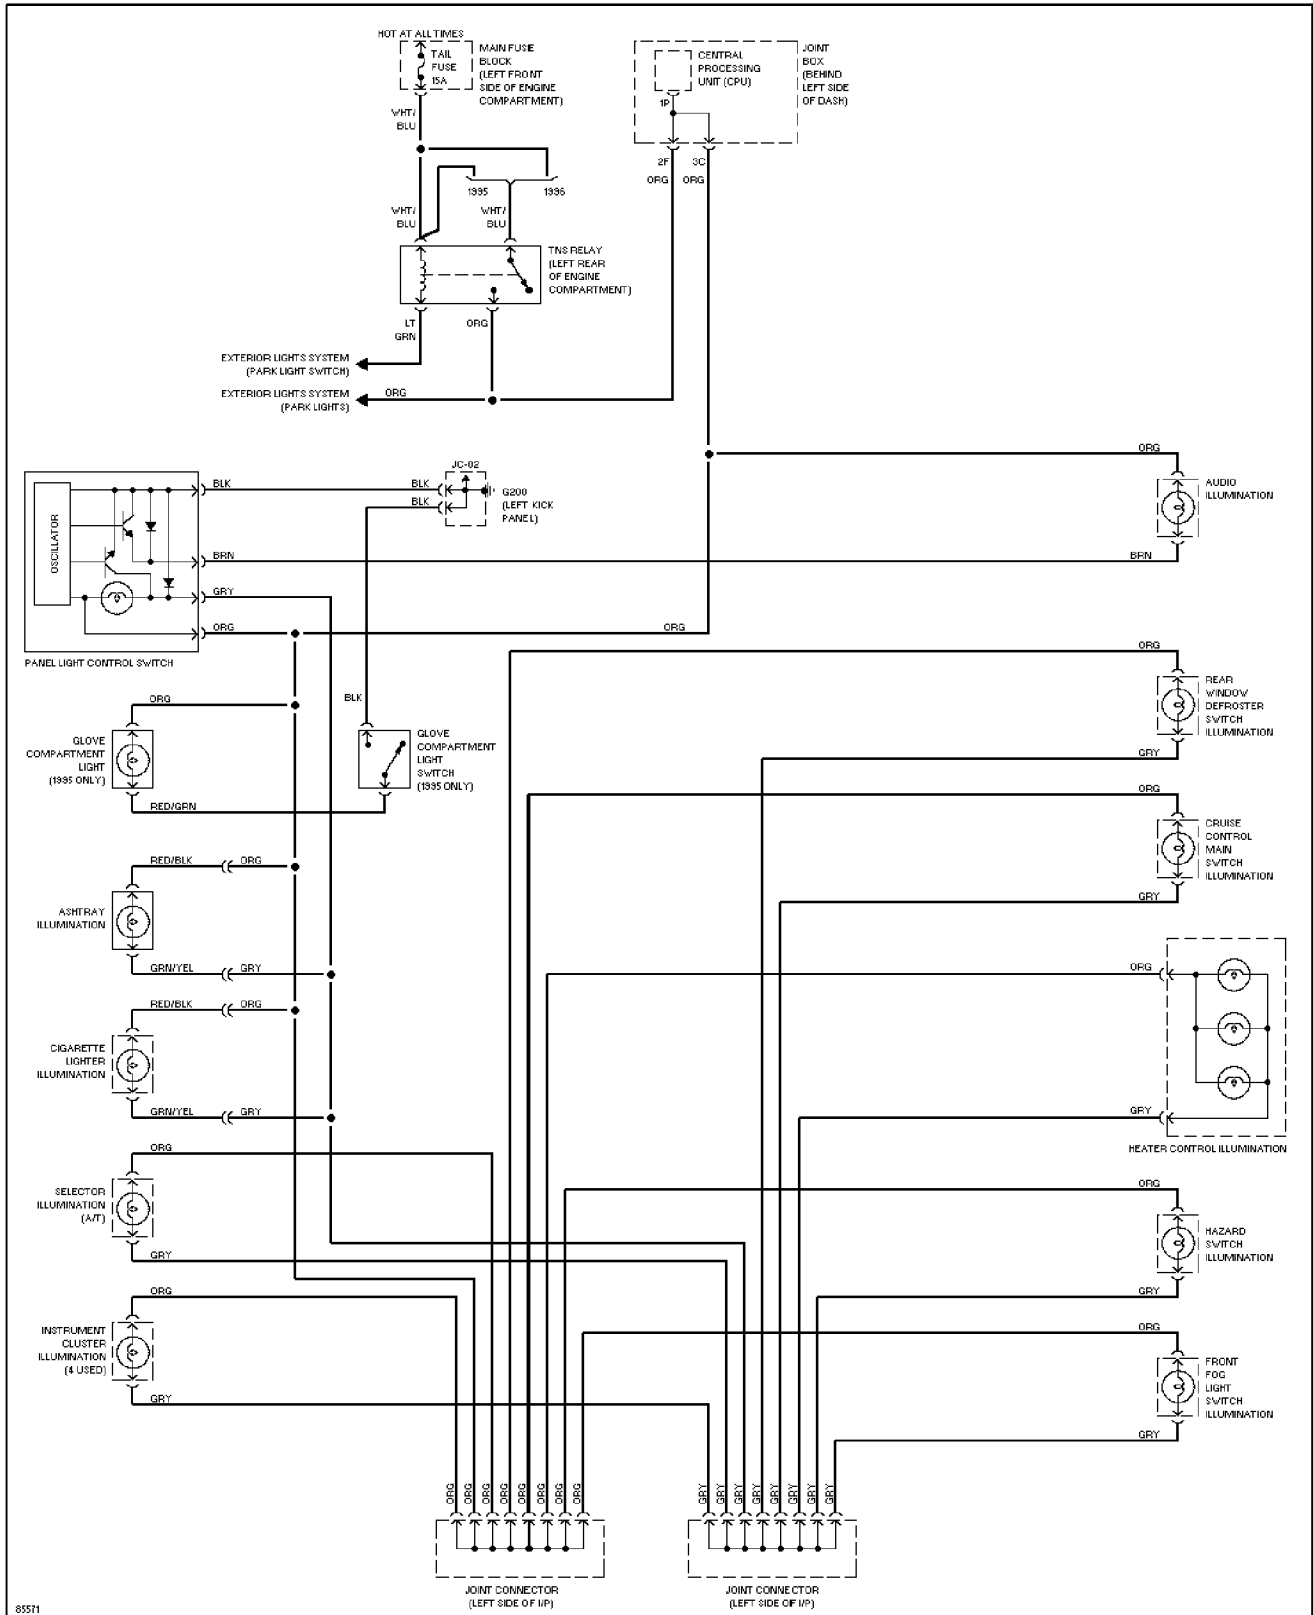 HOT AT ALL TIMES
TAIL
FUSE
15A
MAIN FUSE
BLOCK
(LEFT FRONT
SIDE OF ENGINE
COMPARTMENT)
CENTRAL
PROCESSING
UNIT (CPU)
JOINT
BOX
(BEHIND
LEFT SIDE
OF DASH)
1P
WHT/
BLU
2F
3C
ORG
ORG
1995
1996
WHT/
BLU
WHT/
BLU
TNS RELAY
(LEFT REAR
OF ENGINE
COMPARTMENT)
LT
GRN
ORG
EXTERIOR LIGHTS SYSTEM
(PARK LIGHT SWITCH)
EXTERIOR LIGHTS SYSTEM
(PARK LIGHTS)
ORG
ORG
JC-02
BLK
BLK
BLK
G200
(LEFT KICK
PANEL)
AUDIO
ILLUMINATION
OSCILLATOR
BRN
BRN
GRY
ORG
ORG
PANEL LIGHT CONTROL SWITCH
ORG
ORG
BLK
REAR
WINDOW
DEFROSTER
SWITCH
ILLUMINATION
GLOVE
COMPARTMENT
LIGHT
(1995 ONLY)
GLOVE
COMPARTMENT
LIGHT
SWITCH
(1995 ONLY)
GRY
RED/GRN
ORG
CRUISE
CONTROL
MAIN
SWITCH
ILLUMINATION
RED/BLK
ORG
GRY
ASHTRAY
ILLUMINATION
GRN/YEL
GRY
ORG
RED/BLK
ORG
CIGARETTE
LIGHTER
ILLUMINATION
GRN/YEL
GRY
GRY
HEATER CONTROL ILLUMINATION
ORG
SELECTOR
ILLUMINATION
(A/T)
GRY
ORG
HAZARD
SWITCH
ILLUMINATION
GRY
ORG
INSTRUMENT
CLUSTER
ILLUMINATION
(4 USED)
GRY
ORG
FRONT
FOG
LIGHT
SWITCH
ILLUMINATION
GRY
ORG
ORG
ORG
ORG
ORG
ORG
ORG
ORG
GRY
GRY
GRY
GRY
GRY
GRY
GRY
GRY
JOINT CONNECTOR
(LEFT SIDE OF I/P)
JOINT CONNECTOR
(LEFT SIDE OF I/P)
85571